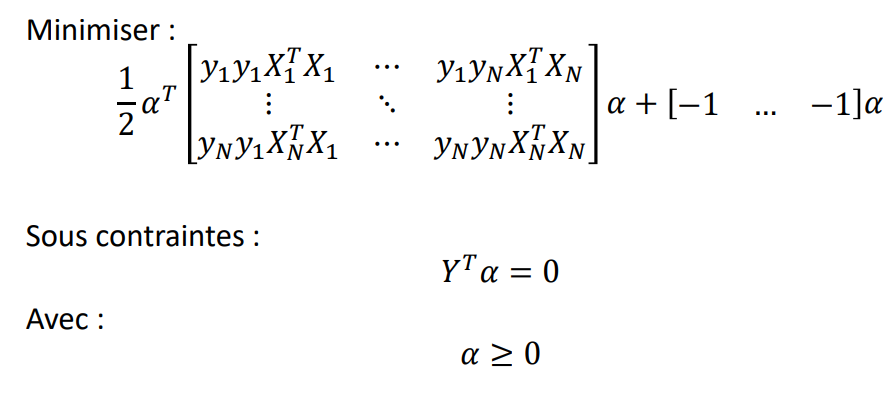 Minimiser :
$\frac{1}{2}\alpha^T \begin{bmatrix} y_1y_1X_1^TX_1 & \cdots & y_1y_NX_1^TX_N \\ \vdots & \ddots & \vdots \\ y_Ny_1X_N^TX_1 & \cdots & y_Ny_NX_N^TX_N \end{bmatrix} \alpha + [-1 \quad \dots \quad -1]\alpha$
Sous contraintes :
$Y^T\alpha = 0$
Avec :
$\alpha \geq 0$